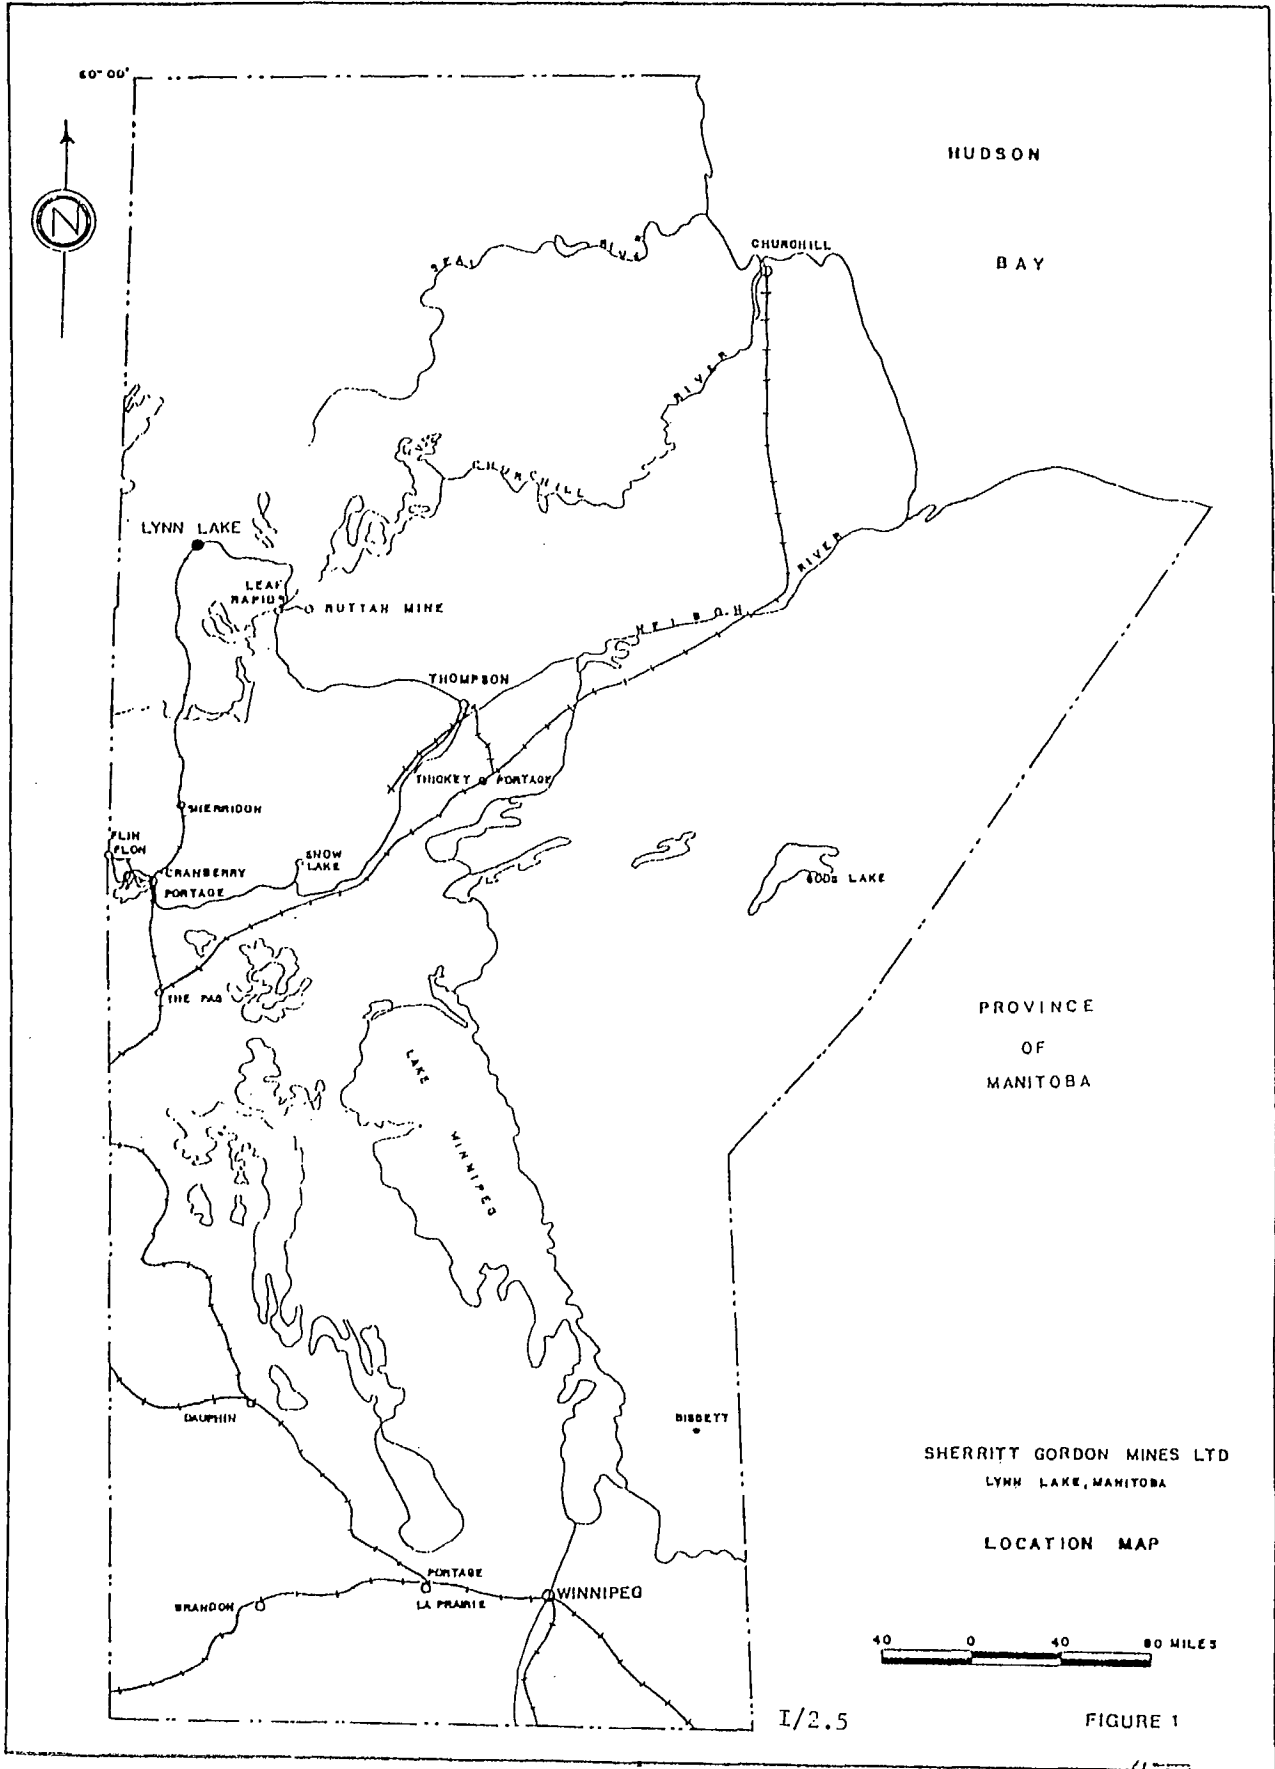 60° 00'
N
HUDSON
BAY
SEAL RIVER
CHURCHILL
CHURCHILL RIVER
LYNN LAKE
LEAF
RAPIDS
RUTTAN MINE
NELSON RIVER
THOMPSON
THICKET PORTAGE
SHERRIDON
FLIN
FLON
CRANBERRY
PORTAGE
SNOW
LAKE
GODS LAKE
THE PAS
PROVINCE
OF
MANITOBA
LAKE WINNIPEG
DAUPHIN
BISSETT
SHERRITT GORDON MINES LTD
LYNN LAKE, MANITOBA
LOCATION MAP
PORTAGE
LA PRAIRIE
WINNIPEG
BRANDON
40 0 40 80 MILES
I/2.5
FIGURE 1